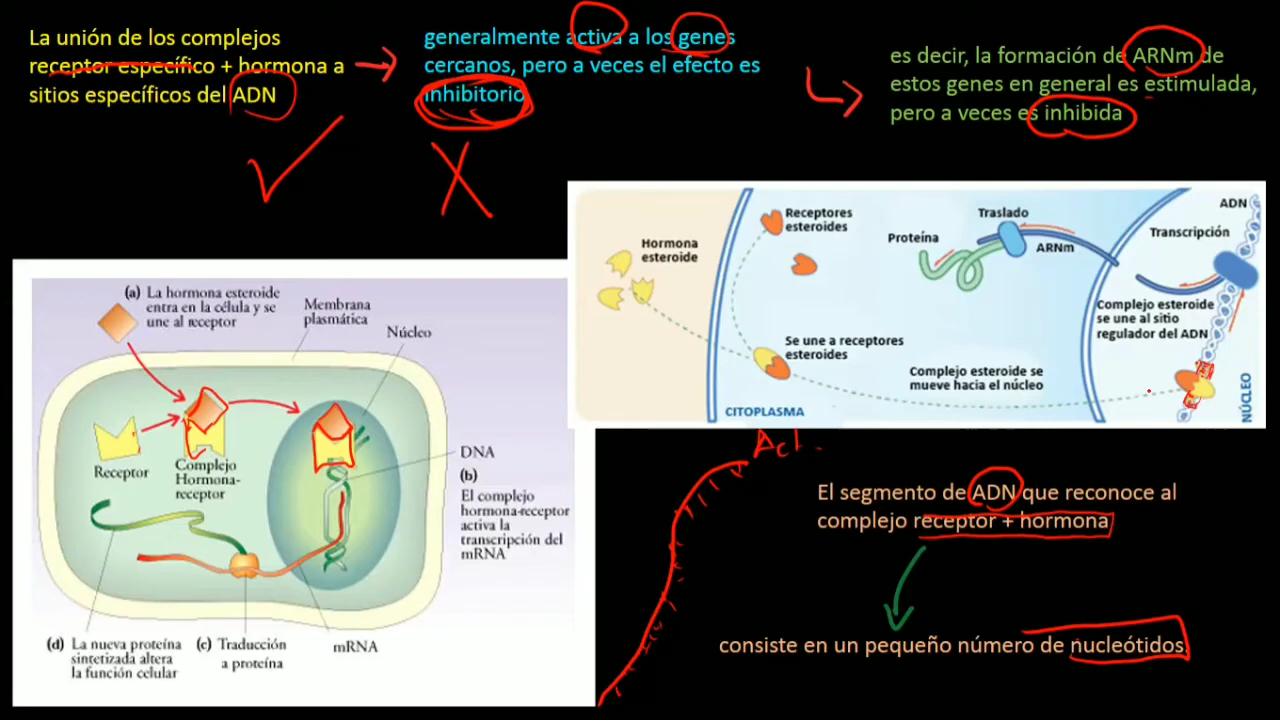 La unión de los complejos
receptor específico + hormona a
sitios específicos del ADN
generalmente activa a los genes
cercanos, pero a veces el efecto es
inhibitorio
es decir, la formación de ARNm de
estos genes en general es estimulada,
pero a veces es inhibida
Hormona
esteroide
Receptores
esteroides
Se une a receptores
esteroides
Complejo esteroide se
mueve hacia el núcleo
CITOPLASMA
Proteína
Traslado
ARNm
ADN
Transcripción
Complejo esteroide
se une al sitio
regulador del ADN
NÚCLEO
(a) La hormona esteroide
entra en la célula y se
une al receptor
Membrana
plasmática
Núcleo
Receptor
Complejo
Hormona-
receptor
DNA
(b)
El complejo
hormona-receptor
activa la
transcripción del
mRNA
(d) La nueva proteína
sintetizada altera
la función celular
(c) Traducción
a proteína
mRNA
El segmento de ADN que reconoce al
complejo receptor + hormona
consiste en un pequeño número de nucleótidos.